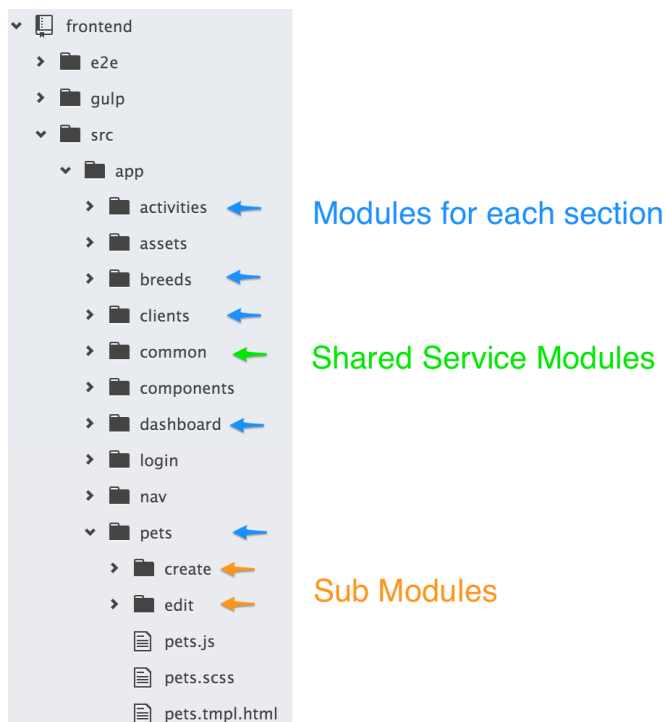 frontend
e2e
gulp
src
app
activities
Modules for each section
assets
breeds
clients
common
Shared Service Modules
components
dashboard
login
nav
pets
create
Sub Modules
edit
pets.js
pets.scss
pets.tmpl.html